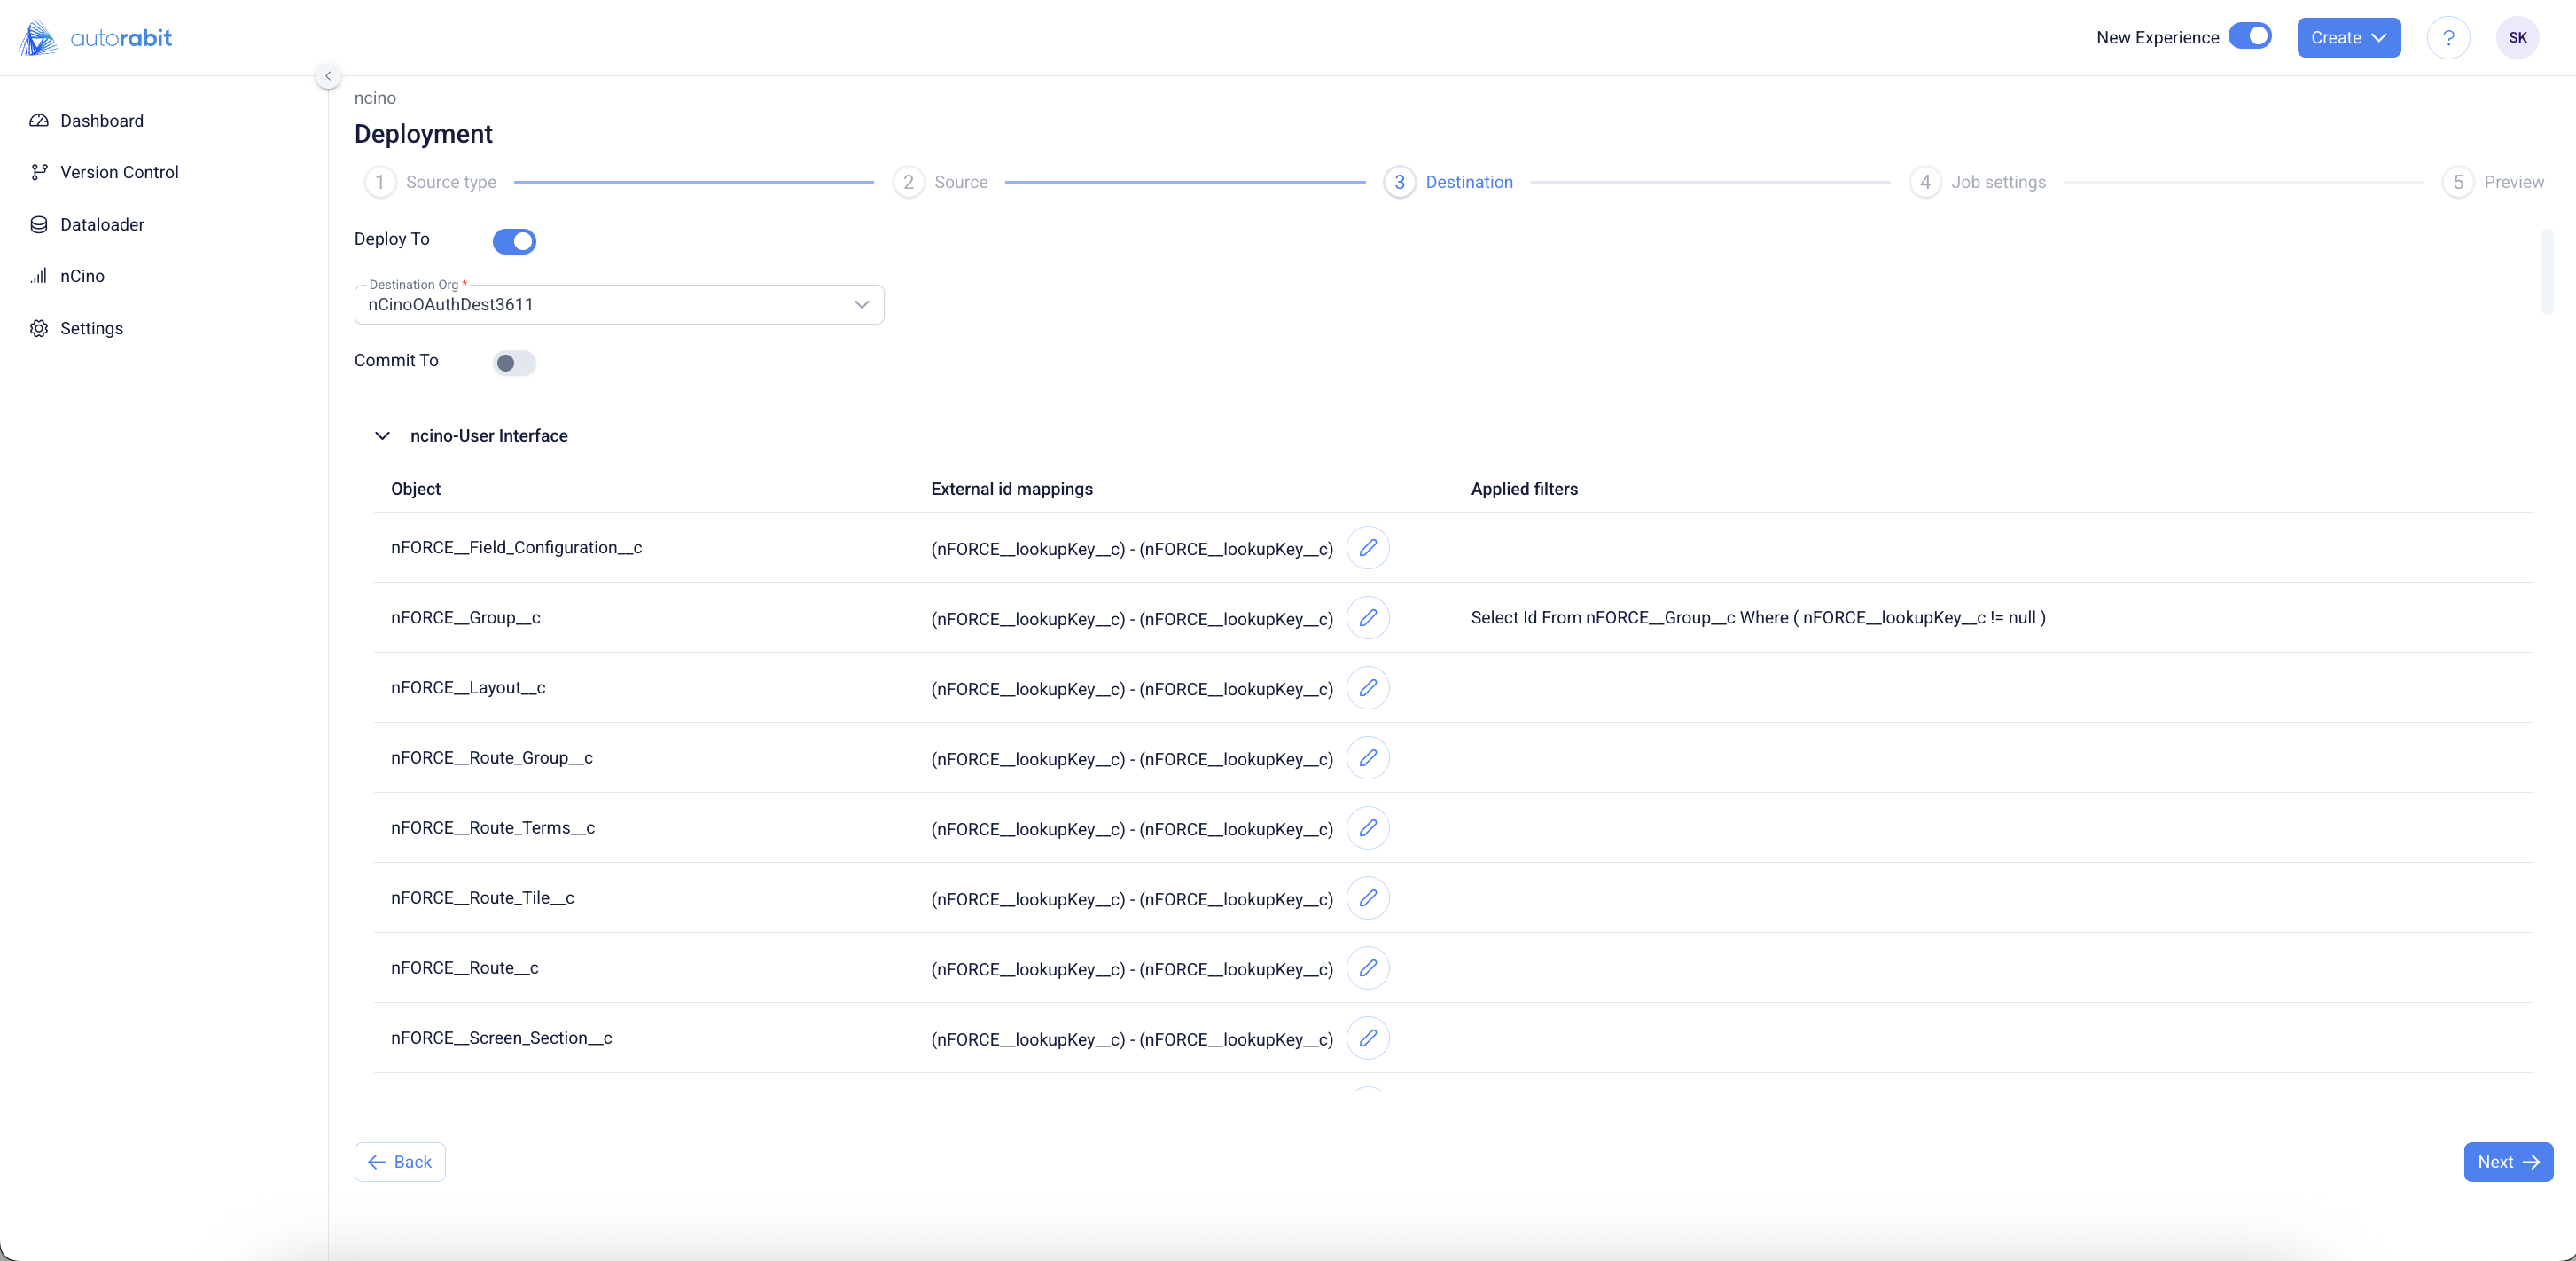 autorabit
New Experience
Create
?
SK
Dashboard
Version Control
Dataloader
nCino
Settings
ncino
Deployment
1 Source type
2 Source
3 Destination
4 Job settings
5 Preview
Deploy To
Destination Org *
nCinoOAuthDest3611
Commit To
ncino-User Interface
Object External id mappings Applied filters
nFORCE__Field_Configuration__c (nFORCE__lookupKey__c) - (nFORCE__lookupKey__c)
nFORCE__Group__c (nFORCE__lookupKey__c) - (nFORCE__lookupKey__c) Select Id From nFORCE__Group__c Where ( nFORCE__lookupKey__c != null )
nFORCE__Layout__c (nFORCE__lookupKey__c) - (nFORCE__lookupKey__c)
nFORCE__Route_Group__c (nFORCE__lookupKey__c) - (nFORCE__lookupKey__c)
nFORCE__Route_Terms__c (nFORCE__lookupKey__c) - (nFORCE__lookupKey__c)
nFORCE__Route_Tile__c (nFORCE__lookupKey__c) - (nFORCE__lookupKey__c)
nFORCE__Route__c (nFORCE__lookupKey__c) - (nFORCE__lookupKey__c)
nFORCE__Screen_Section__c (nFORCE__lookupKey__c) - (nFORCE__lookupKey__c)
Back
Next